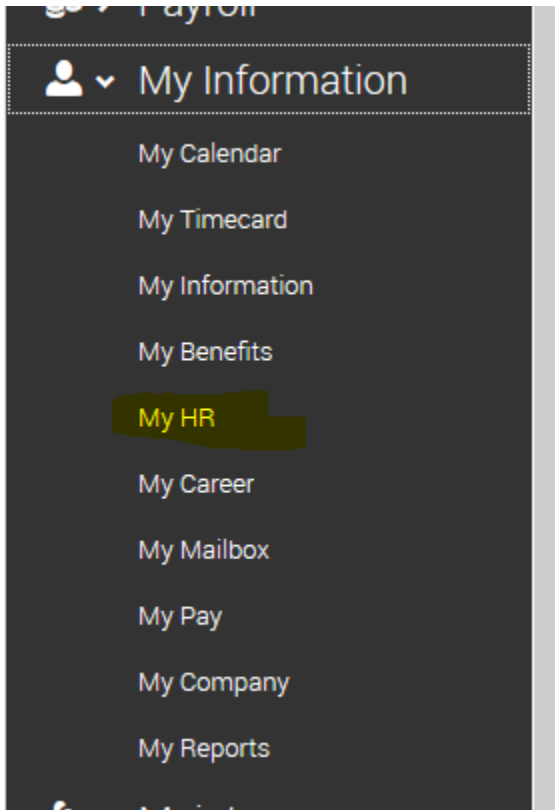 Payroll
My Information
My Calendar
My Timecard
My Information
My Benefits
My HR
My Career
My Mailbox
My Pay
My Company
My Reports